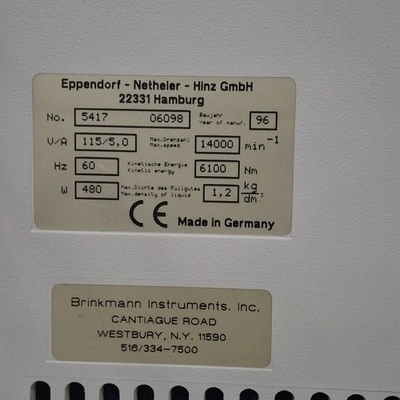 Eppendorf - Netheler - Hinz GmbH
22331 Hamburg
No. 5417 06098 Baujahr Year of manuf. 96
V/A 115/5,0 Max.Drehzahl Max.speed 14000 min⁻¹
Hz 60 Kinetische Energie Kinetic energy 6100 Nm
W 480 Max.Dichte des Füllgutes Max.density of liquid 1,2 kg/dm³
CE Made in Germany
Brinkmann Instruments, Inc.
CANTIAGUE ROAD
WESTBURY, N.Y. 11590
516/334-7500